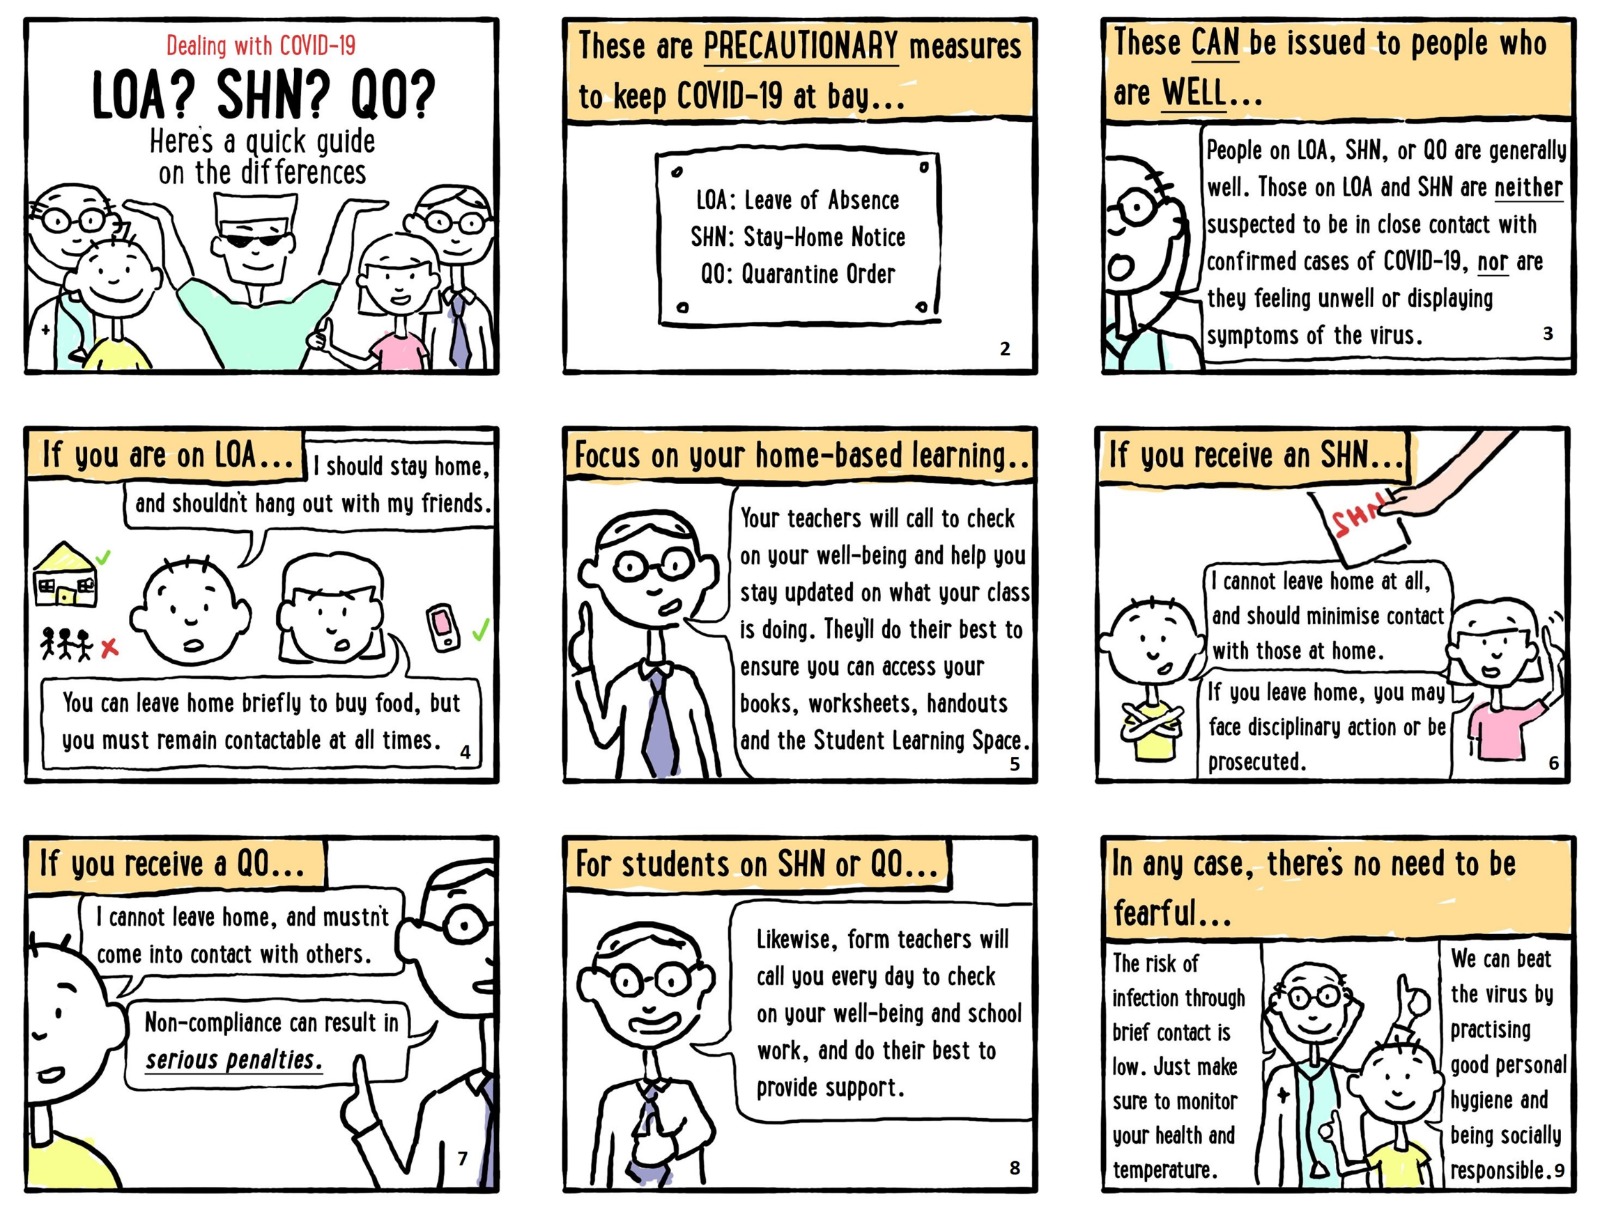 Dealing with COVID-19
LOA? SHN? QO?
Here's a quick guide
on the differences
These are PRECAUTIONARY measures
to keep COVID-19 at bay...
LOA: Leave of Absence
SHN: Stay-Home Notice
QO: Quarantine Order
2
These CAN be issued to people who
are WELL...
People on LOA, SHN, or QO are generally
well. Those on LOA and SHN are neither
suspected to be in close contact with
confirmed cases of COVID-19, nor are
they feeling unwell or displaying
symptoms of the virus.
3
If you are on LOA...
I should stay home,
and shouldn't hang out with my friends.
You can leave home briefly to buy food, but
you must remain contactable at all times.
4
Focus on your home-based learning..
Your teachers will call to check
on your well-being and help you
stay updated on what your class
is doing. They'll do their best to
ensure you can access your
books, worksheets, handouts
and the Student Learning Space.
5
If you receive an SHN...
SHN
I cannot leave home at all,
and should minimise contact
with those at home.
If you leave home, you may
face disciplinary action or be
prosecuted.
6
If you receive a QO...
I cannot leave home, and mustn't
come into contact with others.
Non-compliance can result in
serious penalties.
7
For students on SHN or QO...
Likewise, form teachers will
call you every day to check
on your well-being and school
work, and do their best to
provide support.
8
In any case, there's no need to be
fearful...
The risk of
infection through
brief contact is
low. Just make
sure to monitor
your health and
temperature.
We can beat
the virus by
practising
good personal
hygiene and
being socially
responsible.
9